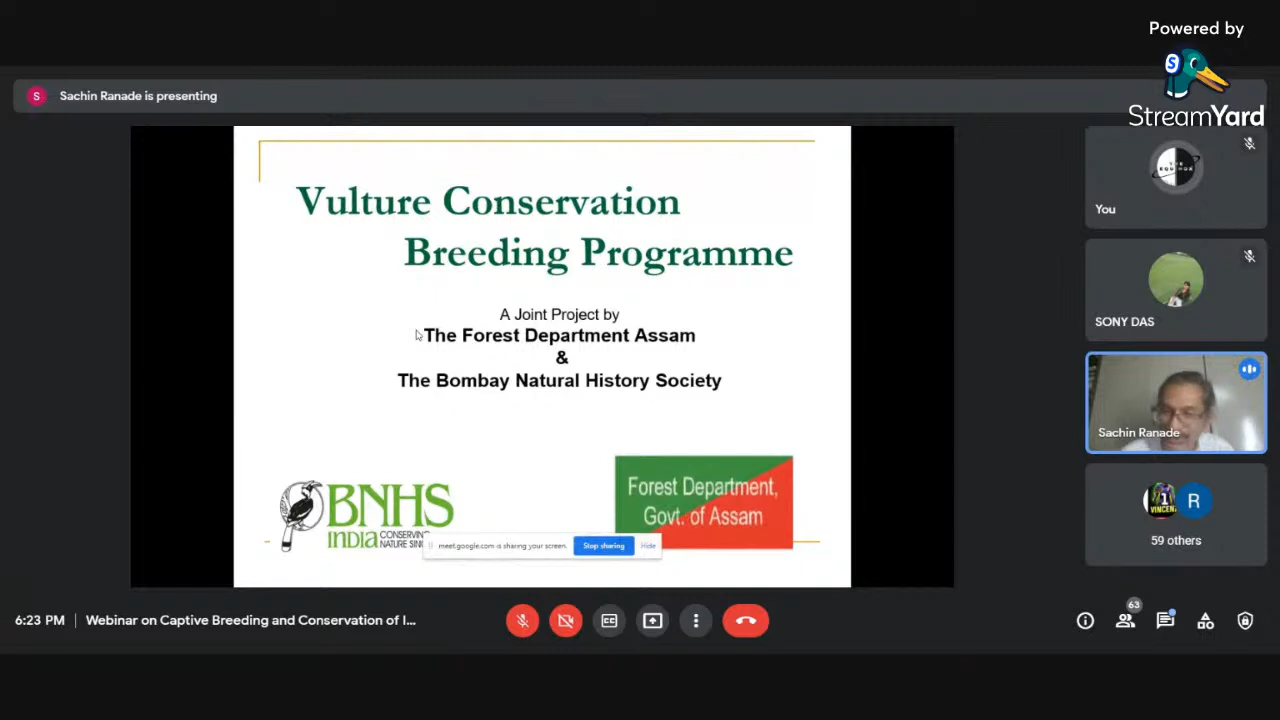 Powered by
StreamYard
S
Sachin Ranade is presenting
Vulture Conservation
Breeding Programme
A Joint Project by
The Forest Department Assam
&
The Bombay Natural History Society
BNHS
INDIA
CONSERVING
NATURE
Forest Department,
Govt. of Assam
meet.google.com is sharing your screen.
Stop sharing
Hide
You
SONY DAS
Sachin Ranade
R
59 others
6:23 PM
Webinar on Captive Breeding and Conservation of I...
63